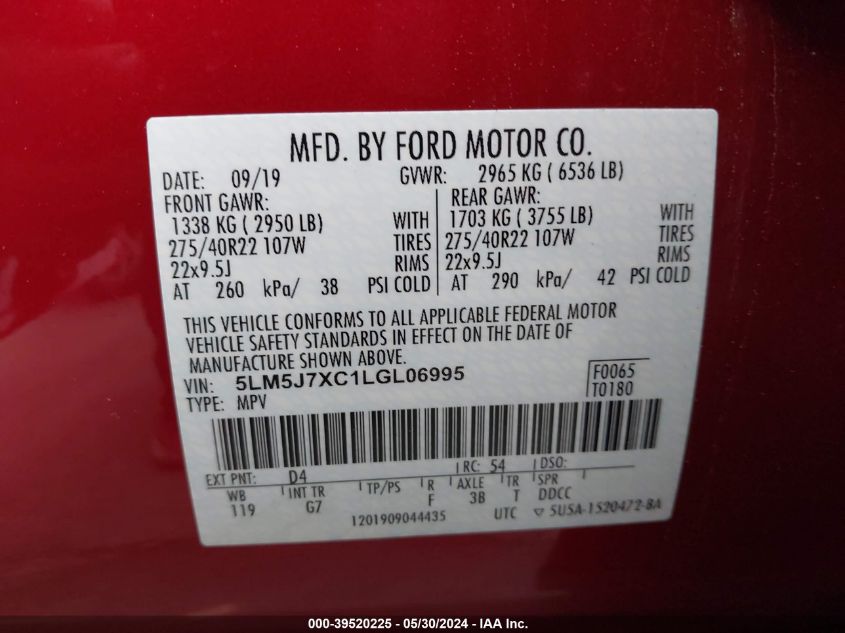 MFD. BY FORD MOTOR CO.
DATE: 09/19 GVWR: 2965 KG ( 6536 LB)
FRONT GAWR: REAR GAWR:
1338 KG ( 2950 LB) WITH 1703 KG ( 3755 LB) WITH
275/40R22 107W TIRES 275/40R22 107W TIRES
22x9.5J RIMS 22x9.5J RIMS
AT 260 kPa/ 38 PSI COLD AT 290 kPa/ 42 PSI COLD
THIS VEHICLE CONFORMS TO ALL APPLICABLE FEDERAL MOTOR
VEHICLE SAFETY STANDARDS IN EFFECT ON THE DATE OF
MANUFACTURE SHOWN ABOVE.
VIN: 5LM5J7XC1LGL06995 F0065
TYPE: MPV T0180
EXT PNT: D4 RC: 54 DSO:
WB INT TR TP/PS R AXLE TR SPR
119 G7 F 3B T DDCC
1201909044435 UTC ▽ 5U5A-1520472-BA
000-39520225 - 05/30/2024 - IAA Inc.